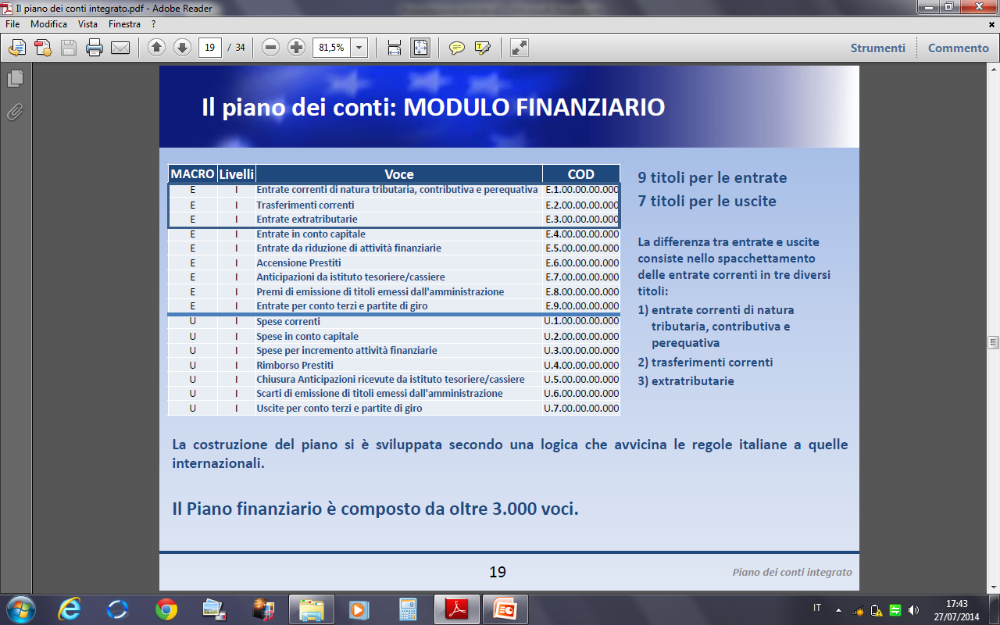 Il piano dei conti integrato.pdf - Adobe Reader
File Modifica Vista Finestra ?
19 / 34 81,5% Strumenti Commento
Il piano dei conti: MODULO FINANZIARIO
MACRO Livelli Voce COD
E I Entrate correnti di natura tributaria, contributiva e perequativa E.1.00.00.00.000
E I Trasferimenti correnti E.2.00.00.00.000
E I Entrate extratributarie E.3.00.00.00.000
E I Entrate in conto capitale E.4.00.00.00.000
E I Entrate da riduzione di attività finanziarie E.5.00.00.00.000
E I Accensione Prestiti E.6.00.00.00.000
E I Anticipazioni da istituto tesoriere/cassiere E.7.00.00.00.000
E I Premi di emissione di titoli emessi dall'amministrazione E.8.00.00.00.000
E I Entrate per conto terzi e partite di giro E.9.00.00.00.000
U I Spese correnti U.1.00.00.00.000
U I Spese in conto capitale U.2.00.00.00.000
U I Spese per incremento attività finanziarie U.3.00.00.00.000
U I Rimborso Prestiti U.4.00.00.00.000
U I Chiusura Anticipazioni ricevute da istituto tesoriere/cassiere U.5.00.00.00.000
U I Scarti di emissione di titoli emessi dall'amministrazione U.6.00.00.00.000
U I Uscite per conto terzi e partite di giro U.7.00.00.00.000
9 titoli per le entrate
7 titoli per le uscite
La differenza tra entrate e uscite
consiste nello spacchettamento
delle entrate correnti in tre diversi
titoli:
1) entrate correnti di natura
tributaria, contributiva e
perequativa
2) trasferimenti correnti
3) extratributarie
La costruzione del piano si è sviluppata secondo una logica che avvicina le regole italiane a quelle
internazionali.
Il Piano finanziario è composto da oltre 3.000 voci.
19
Piano dei conti integrato
IT
17:43
27/07/2014